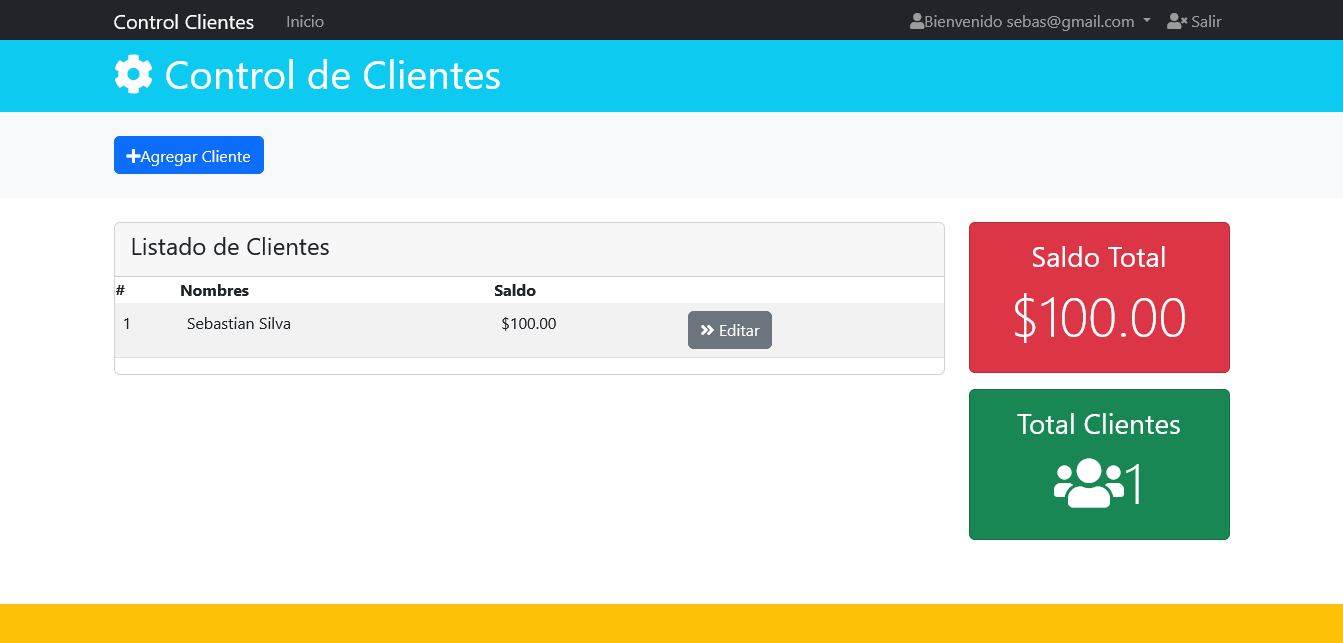 Control Clientes Inicio Bienvenido sebas@gmail.com Salir
Control de Clientes
Agregar Cliente
Listado de Clientes
# Nombres Saldo
1 Sebastian Silva $100.00 Editar
Saldo Total
$100.00
Total Clientes
1